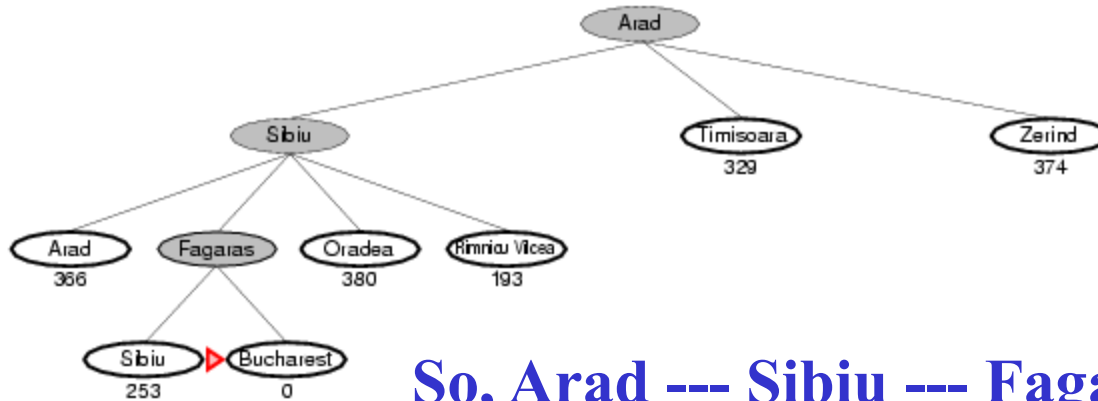 Arad
Sibiu Timisoara Zerind
329 374
Arad Fagaras Oradea Rimnicu Vilcea
366 380 193
Sibiu Bucharest
253 0
So, Arad --- Sibiu --- Faga